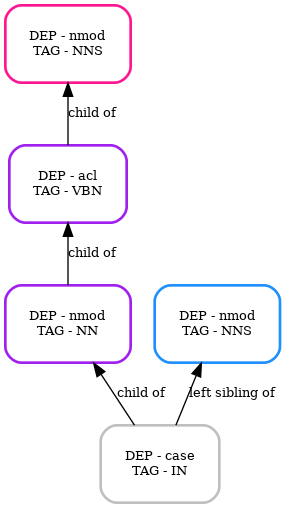 DEP - nmod
TAG - NNS
child of
DEP - acl
TAG - VBN
child of
DEP - nmod
TAG - NN
DEP - nmod
TAG - NNS
child of
left sibling of
DEP - case
TAG - IN